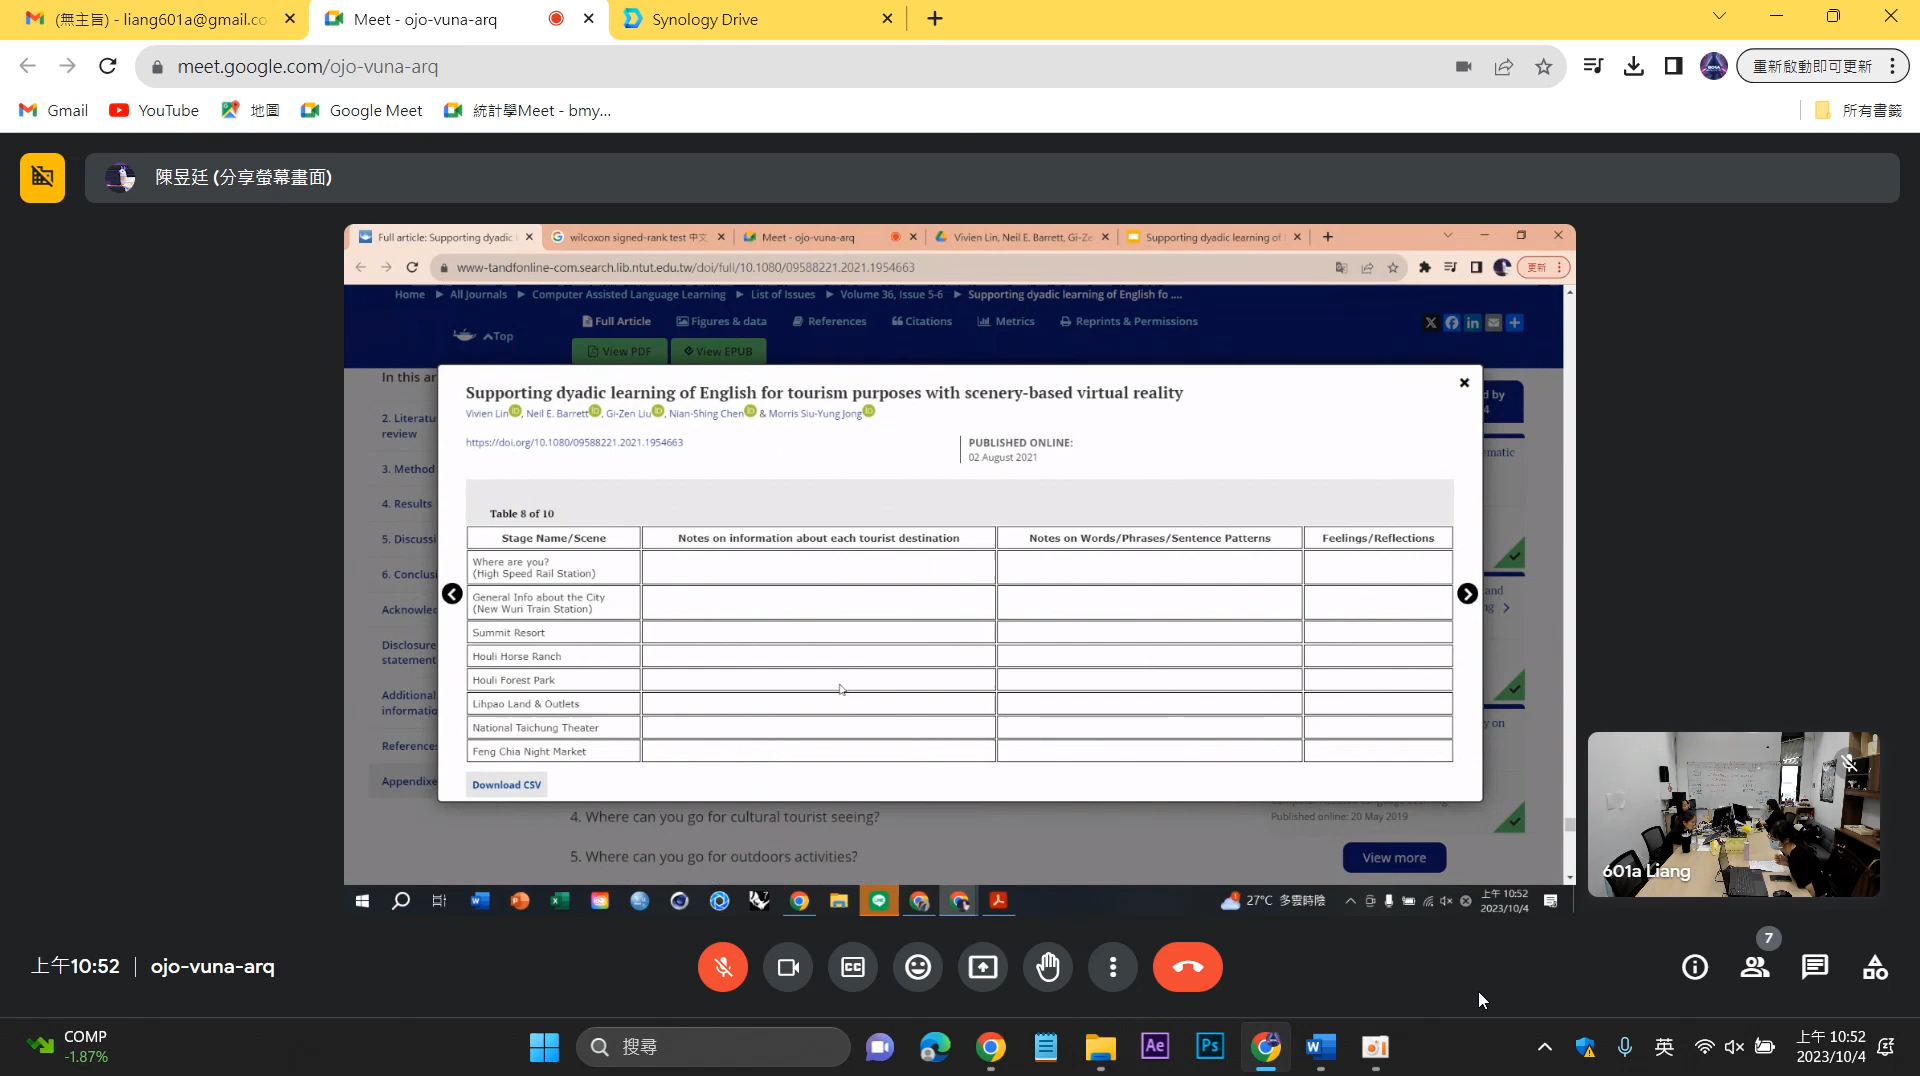 (無主旨) - liang601a@gmail.co
Meet - ojo-vuna-arq
Synology Drive
meet.google.com/ojo-vuna-arq
重新啟動即可更新
Gmail
YouTube
地圖
Google Meet
統計學Meet - bmy...
所有書籤
陳昱廷 (分享螢幕畫面)
Full article: Supporting dyadic l
wilcoxon signed-rank test 中文
Meet - ojo-vuna-arq
Vivien Lin, Neil E. Barrett, Gi-Ze
Supporting dyadic learning of
www-tandfonline-com.search.lib.ntut.edu.tw/doi/full/10.1080/09588221.2021.1954663
更新
Home
All Journals
Computer Assisted Language Learning
List of Issues
Volume 36, Issue 5-6
Supporting dyadic learning of English fo ....
Top
Full Article
Figures & data
References
Citations
Metrics
Reprints & Permissions
View PDF
View EPUB
In this ar
2. Literatu
review
3. Method
4. Results
5. Discussi
6. Conclusi
Acknowle
Disclosure
statement
Additional
informatio
References
Appendixe
d by
4
matic
and
ng
y on
Supporting dyadic learning of English for tourism purposes with scenery-based virtual reality
Vivien Lin, Neil E. Barrett, Gi-Zen Liu, Nian-Shing Chen & Morris Siu-Yung Jong
https://doi.org/10.1080/09588221.2021.1954663
PUBLISHED ONLINE:
02 August 2021
Table 8 of 10
Stage Name/Scene
Notes on information about each tourist destination
Notes on Words/Phrases/Sentence Patterns
Feelings/Reflections
Where are you?
(High Speed Rail Station)
General Info about the City
(New Wuri Train Station)
Summit Resort
Houli Horse Ranch
Houli Forest Park
Lihpao Land & Outlets
National Taichung Theater
Feng Chia Night Market
Download CSV
4. Where can you go for cultural tourist seeing?
5. Where can you go for outdoors activities?
Published online: 20 May 2019
View more
27°C 多雲時陰
上午 10:52
2023/10/4
601a Liang
上午10:52
ojo-vuna-arq
7
COMP
-1.87%
搜尋
Ae
Ps
英
上午 10:52
2023/10/4